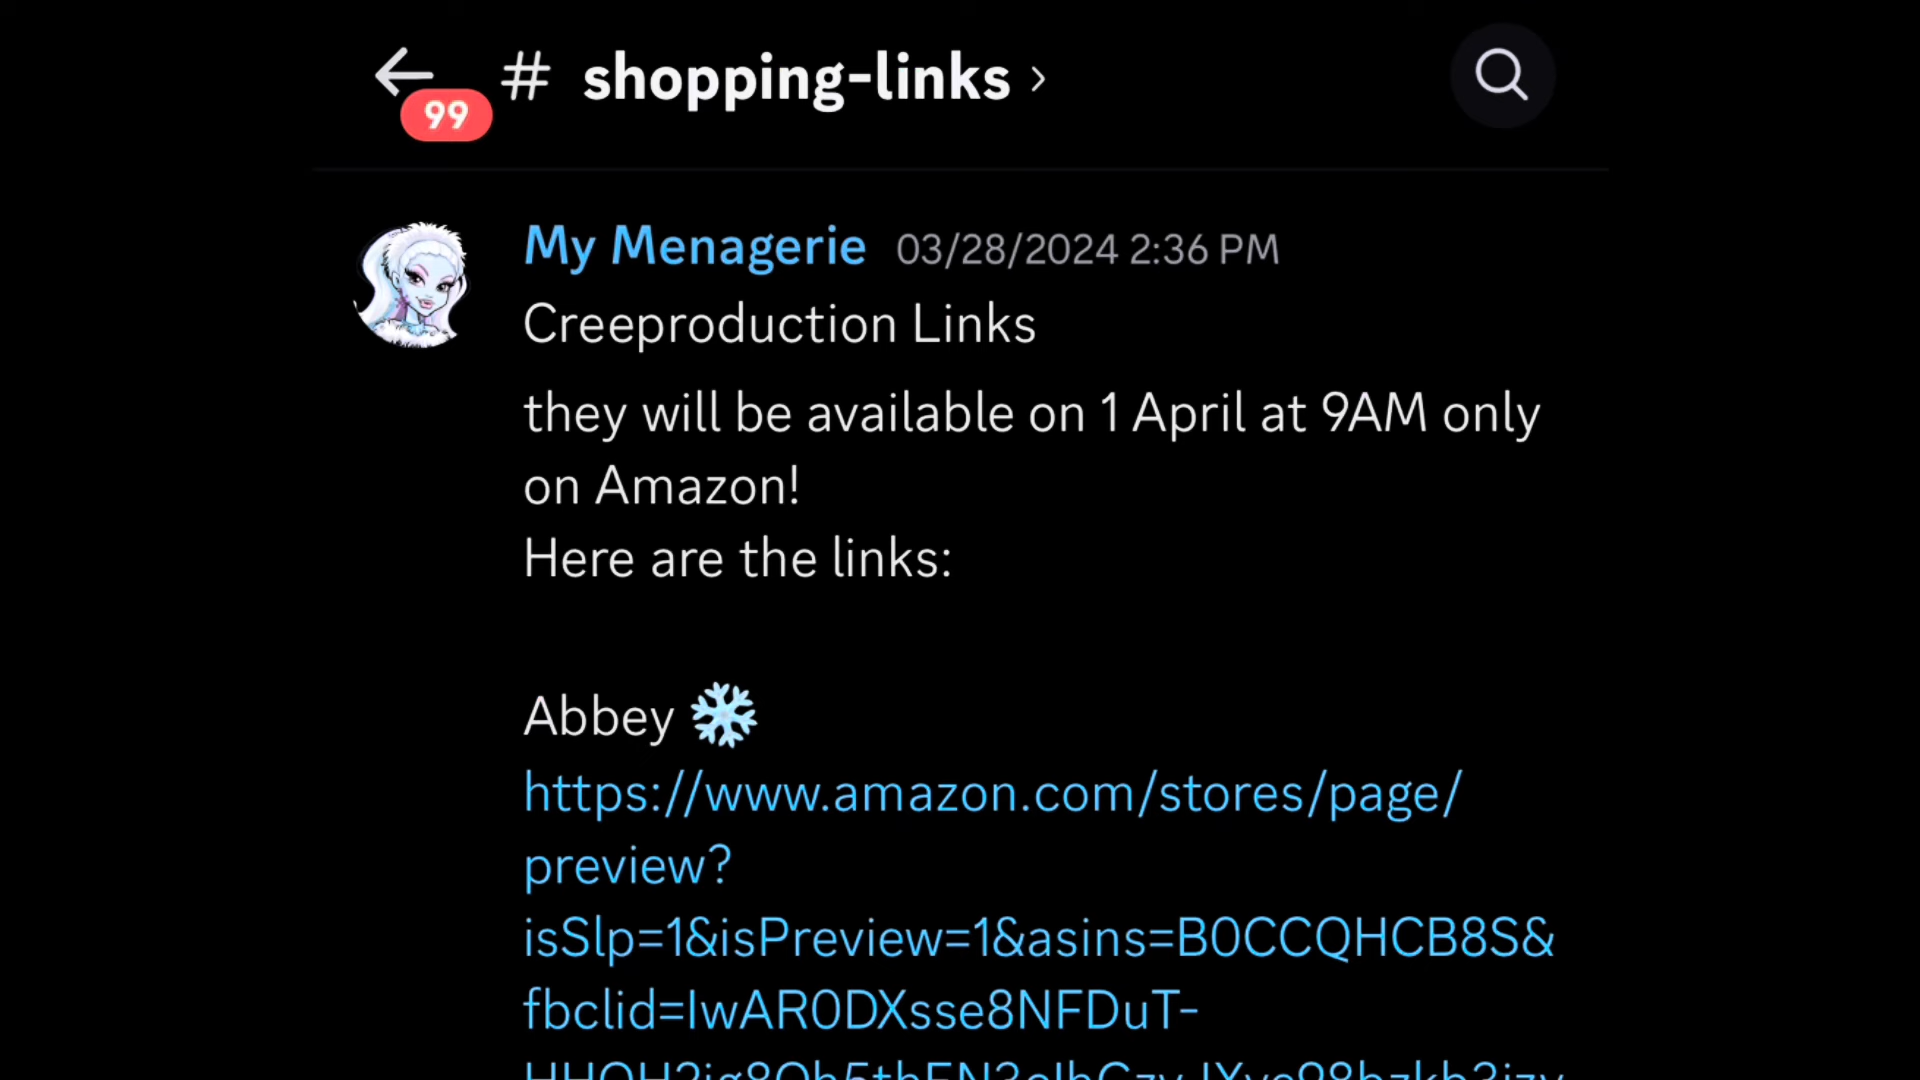 # shopping-links ›
99
My Menagerie 03/28/2024 2:36 PM
Creeproduction Links
they will be available on 1 April at 9AM only
on Amazon!
Here are the links:
Abbey ❄️
https://www.amazon.com/stores/page/
preview?
isSlp=1&isPreview=1&asins=B0CCQHCB8S&
fbclid=IwAR0DXsse8NFDuT-